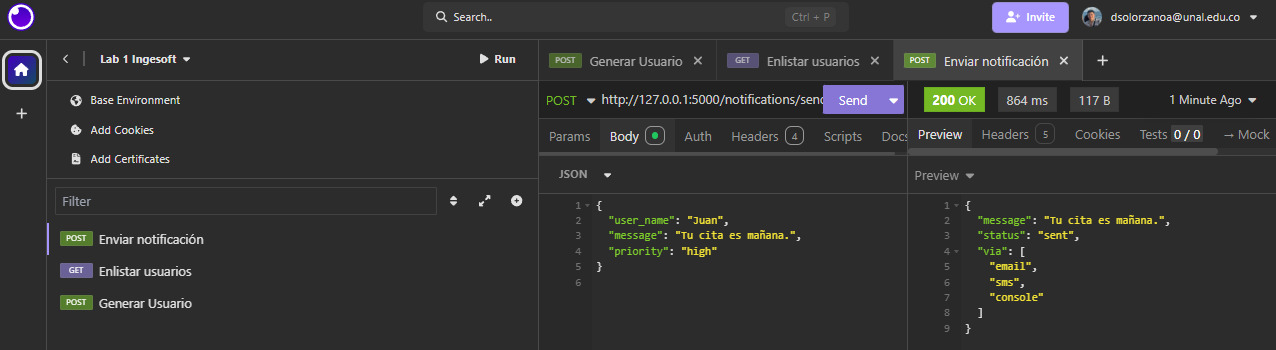 Search..
Ctrl + P
Invite
dsolorzanoa@unal.edu.co
Lab 1 Ingesoft
Run
Base Environment
Add Cookies
Add Certificates
Filter
POST Enviar notificación
GET Enlistar usuarios
POST Generar Usuario
POST Generar Usuario
GET Enlistar usuarios
POST Enviar notificación
POST http://127.0.0.1:5000/notifications/send
Send
Params Body Auth Headers 4 Scripts Docs
JSON
1 {
2 "user_name": "Juan",
3 "message": "Tu cita es mañana.",
4 "priority": "high"
5 }
6
200 OK 864 ms 117 B 1 Minute Ago
Preview Headers 5 Cookies Tests 0 / 0 → Mock
Preview
1 {
2 "message": "Tu cita es mañana.",
3 "status": "sent",
4 "via": [
5 "email",
6 "sms",
7 "console"
8 ]
9 }